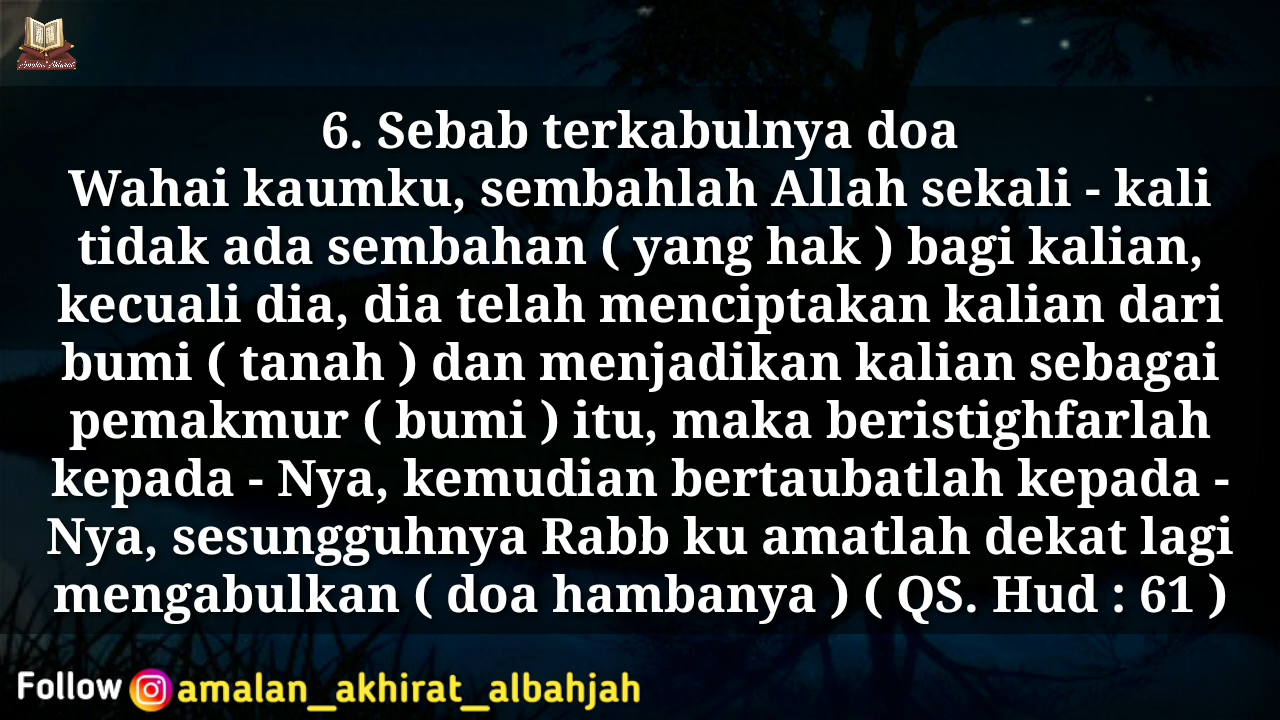 6. Sebab terkabulnya doa
Wahai kaumku, sembahlah Allah sekali - kali
tidak ada sembahan ( yang hak ) bagi kalian,
kecuali dia, dia telah menciptakan kalian dari
bumi ( tanah ) dan menjadikan kalian sebagai
pemakmur ( bumi ) itu, maka beristighfarlah
kepada - Nya, kemudian bertaubatlah kepada -
Nya, sesungguhnya Rabb ku amatlah dekat lagi
mengabulkan ( doa hambanya ) ( QS. Hud : 61 )
Follow amalan_akhirat_albahjah